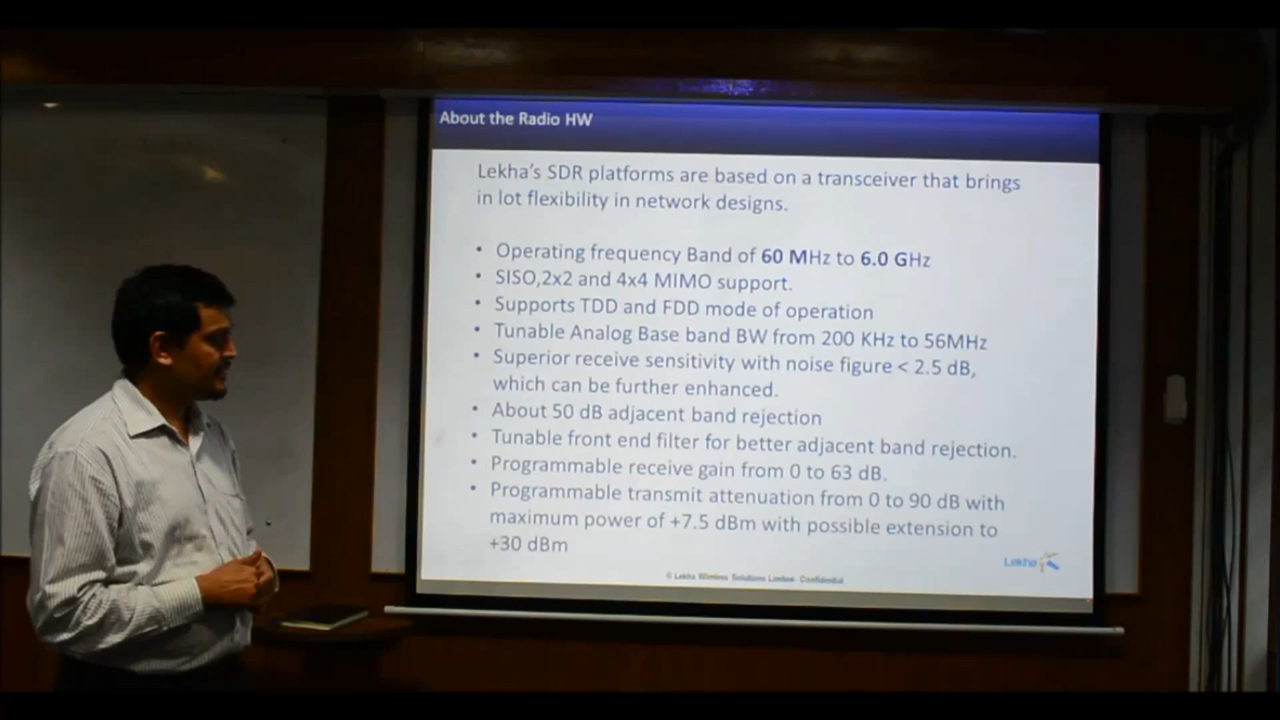 About the Radio HW
Lekha's SDR platforms are based on a transceiver that brings
in lot flexibility in network designs.
• Operating frequency Band of 60 MHz to 6.0 GHz
• SISO,2x2 and 4x4 MIMO support.
• Supports TDD and FDD mode of operation
• Tunable Analog Base band BW from 200 KHz to 56MHz
• Superior receive sensitivity with noise figure < 2.5 dB,
which can be further enhanced.
• About 50 dB adjacent band rejection
• Tunable front end filter for better adjacent band rejection.
• Programmable receive gain from 0 to 63 dB.
• Programmable transmit attenuation from 0 to 90 dB with
maximum power of +7.5 dBm with possible extension to
+30 dBm
Lekha
© Lekha Wireless Solutions Limited- Confidential